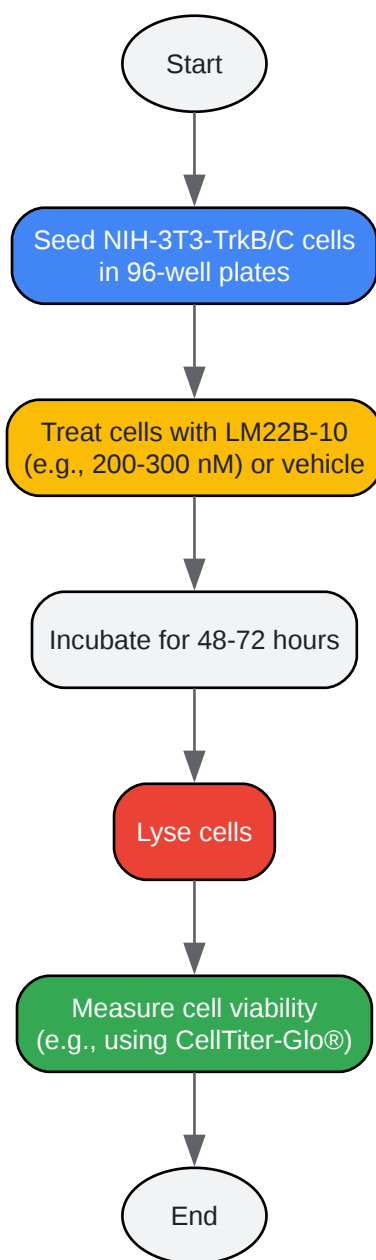 Start
Seed NIH-3T3-TrkB/C cells
in 96-well plates
Treat cells with LM22B-10
(e.g., 200-300 nM) or vehicle
Incubate for 48-72 hours
Lyse cells
Measure cell viability
(e.g., using CellTiter-Glo®)
End